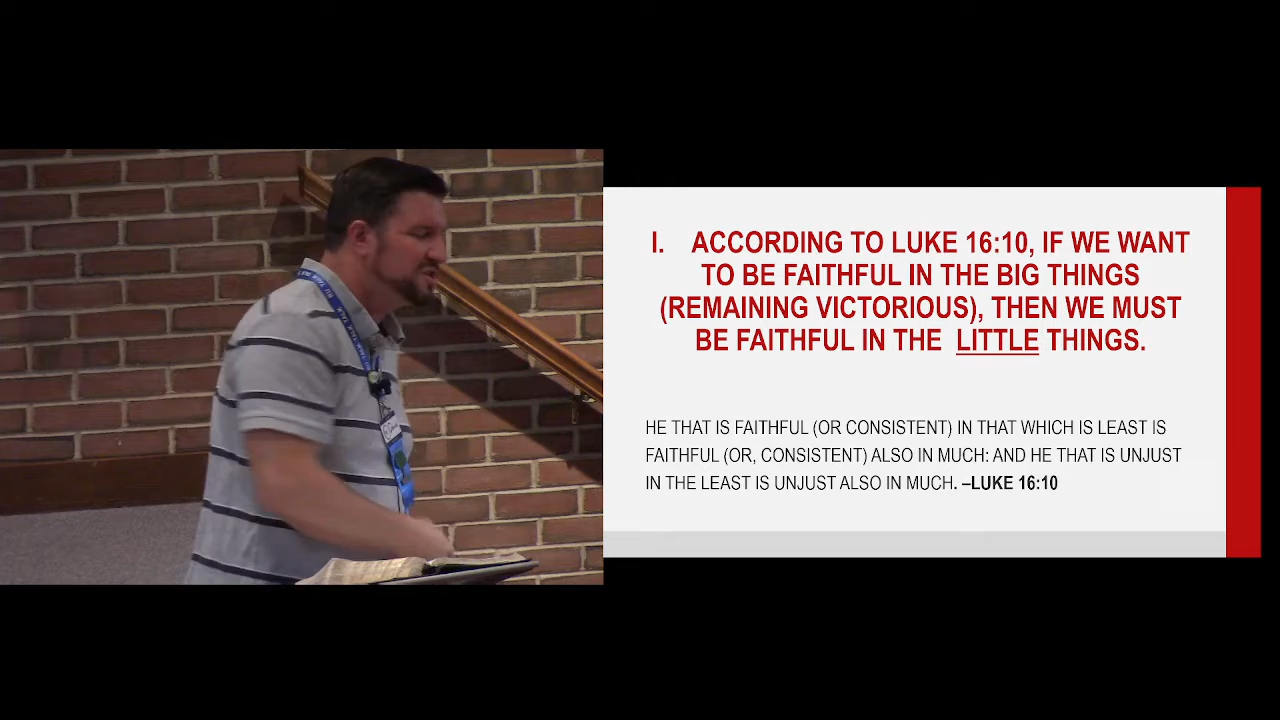 I. ACCORDING TO LUKE 16:10, IF WE WANT
TO BE FAITHFUL IN THE BIG THINGS
(REMAINING VICTORIOUS), THEN WE MUST
BE FAITHFUL IN THE LITTLE THINGS.
HE THAT IS FAITHFUL (OR CONSISTENT) IN THAT WHICH IS LEAST IS
FAITHFUL (OR, CONSISTENT) ALSO IN MUCH: AND HE THAT IS UNJUST
IN THE LEAST IS UNJUST ALSO IN MUCH. –LUKE 16:10